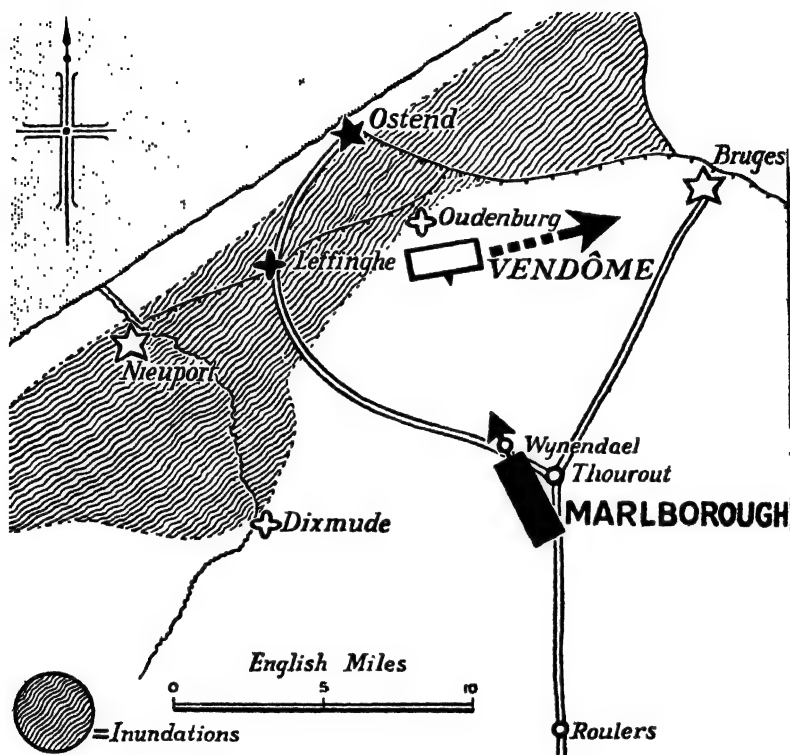 Ostend
Bruges
Oudenburg
Leffinghe
VENDÔME
Nieuport
Wynendael
Thourout
MARLBOROUGH
Dixmude
English Miles
0 5 10
=Inundations
Roulers